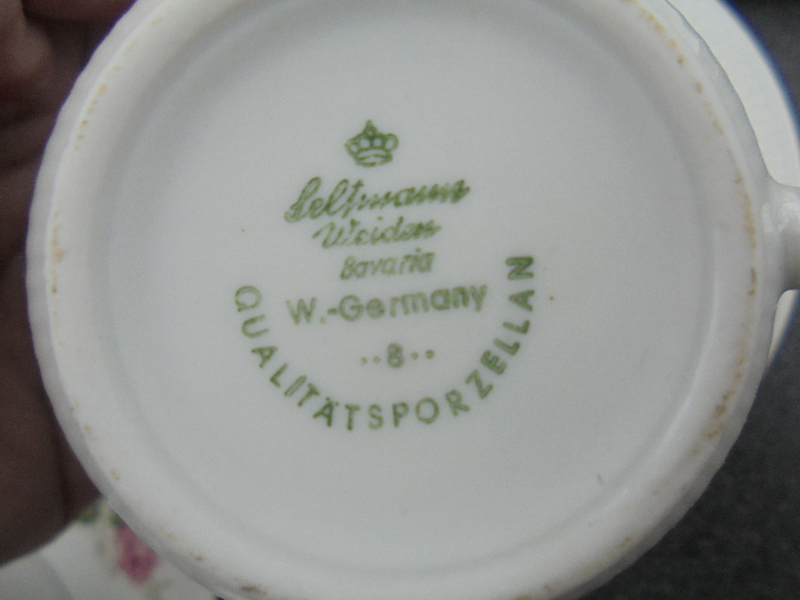 Seltmann
Weiden
Bavaria
W.-Germany
..8..
QUALITÄTSPORZELLAN